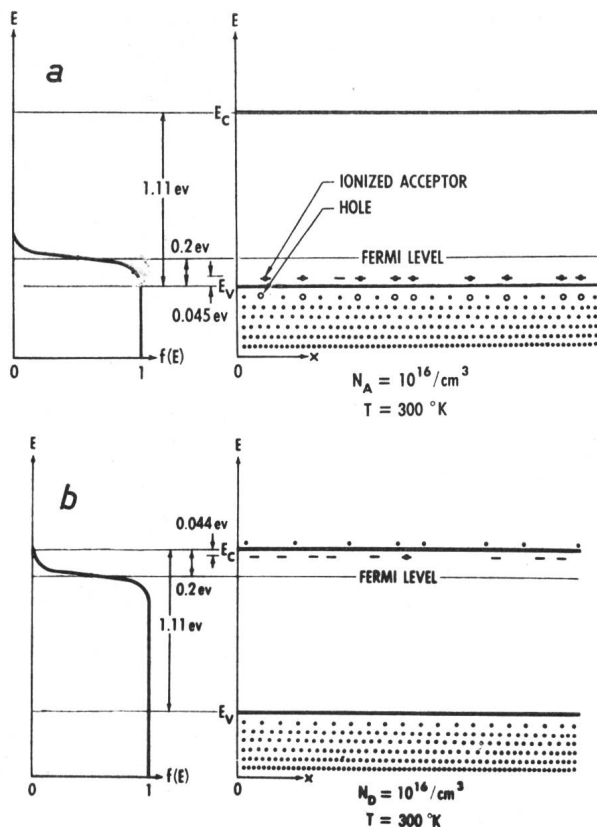 E
E
a
E_C
1.11 ev
IONIZED ACCEPTOR
HOLE
0.2 ev
FERMI LEVEL
E_V
0.045 ev
f(E)
0
1
0
x
N_A = 10^16/cm^3
T = 300 °K
E
E
b
0.044 ev
E_C
0.2 ev
FERMI LEVEL
1.11 ev
E_V
f(E)
0
1
0
x
N_D = 10^16/cm^3
T = 300 °K